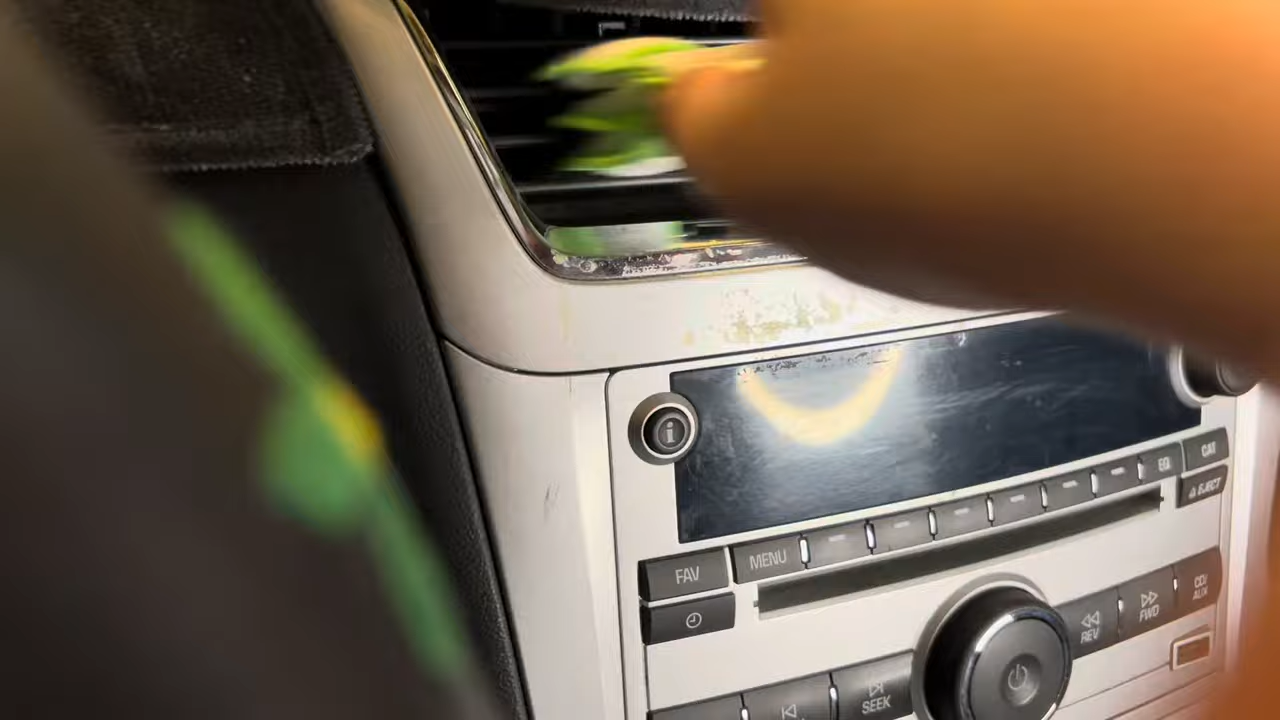 i
CAT
EQ
EJECT
MENU
FAV
REV
FWD
CD/
AUX
SEEK